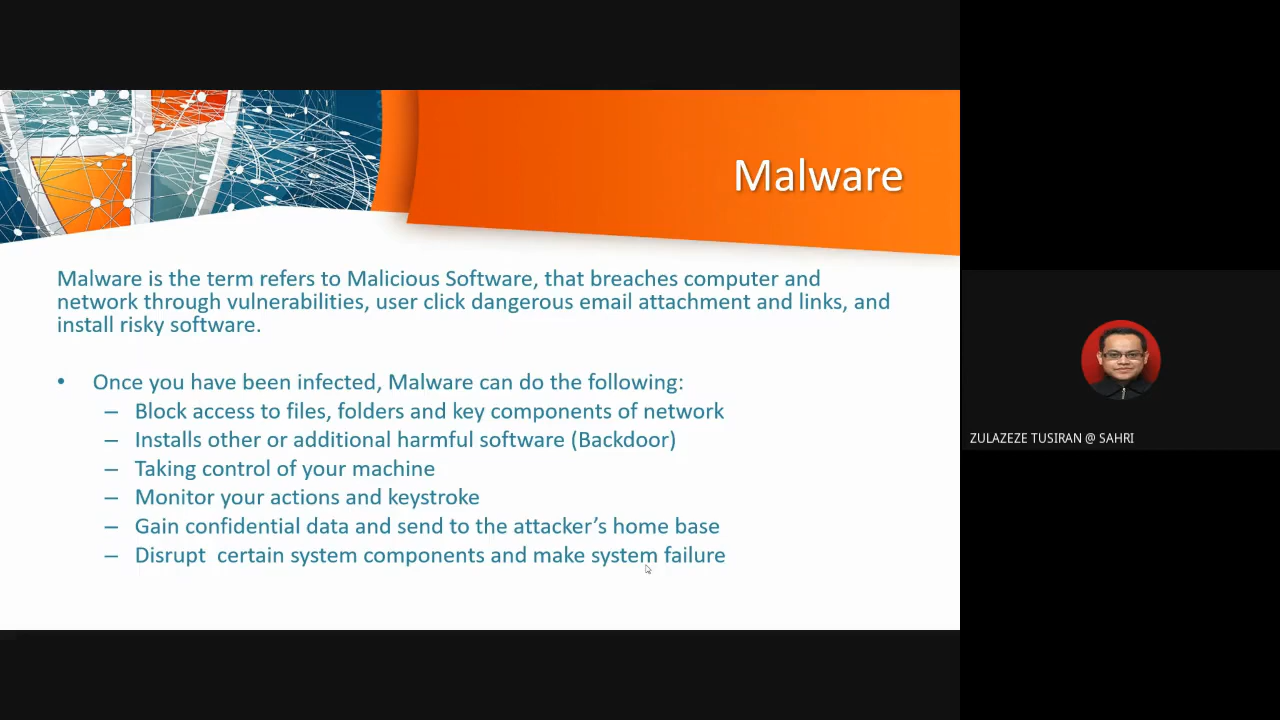 Malware
Malware is the term refers to Malicious Software, that breaches computer and
network through vulnerabilities, user click dangerous email attachment and links, and
install risky software.
• Once you have been infected, Malware can do the following:
– Block access to files, folders and key components of network
– Installs other or additional harmful software (Backdoor)
– Taking control of your machine
– Monitor your actions and keystroke
– Gain confidential data and send to the attacker’s home base
– Disrupt  certain system components and make system failure
ZULAZEZE TUSIRAN @ SAHRI